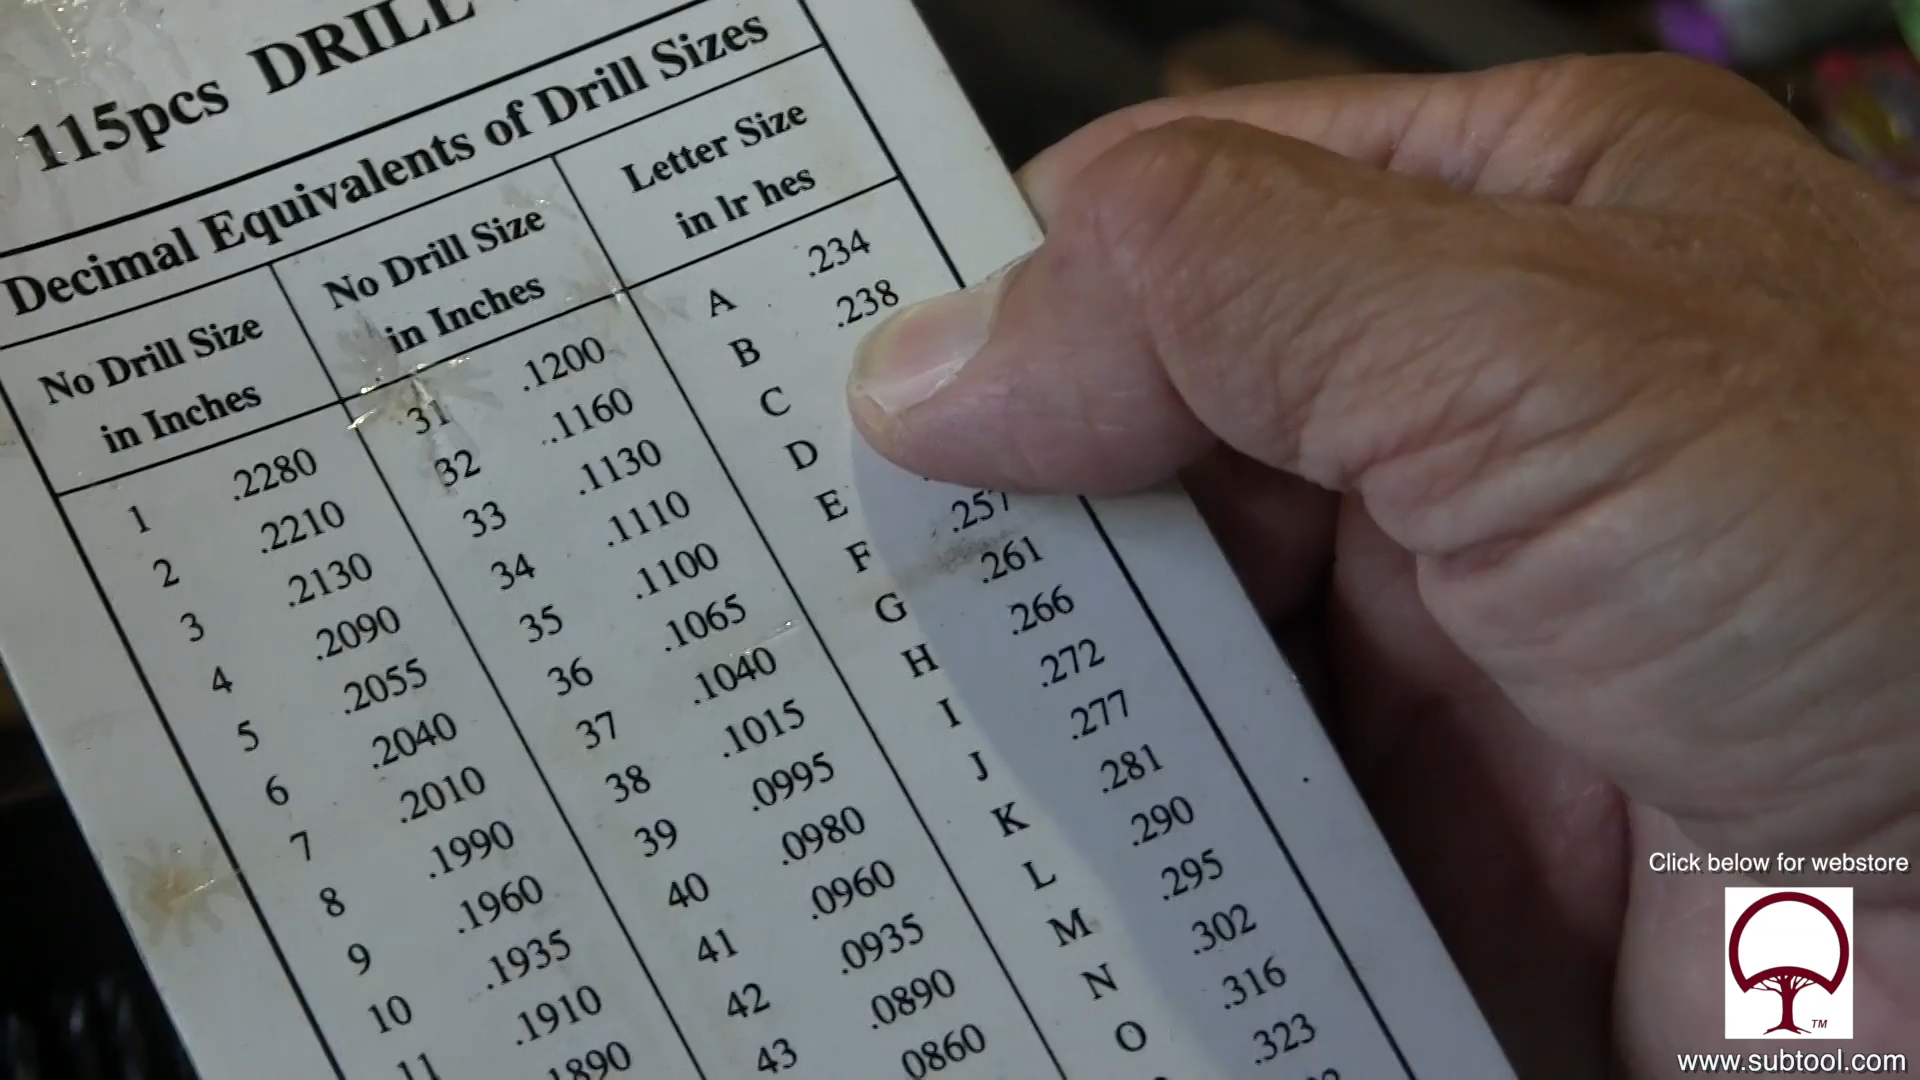 115pcs DRILL
Decimal Equivalents of Drill Sizes
No Drill Size
in Inches
No Drill Size
in Inches
Letter Size
in Ir hes
1 .2280 31 .1200 A .234
2 .2210 32 ..1160 B .238
3 .2130 33 .1130 C
4 .2090 34 .1110 D
5 .2055 35 .1100 E
6 .2040 36 .1065 F .257
7 .2010 37 .1040 G .261
8 .1990 38 .1015 H .266
9 .1960 39 .0995 I .272
10 .1935 40 .0980 J .277
11 .1910 41 .0960 K .281
1890 42 .0935 L .290
43 .0890 M .295
0860 N .302
O .316
.323
Click below for webstore
TM
www.subtool.com